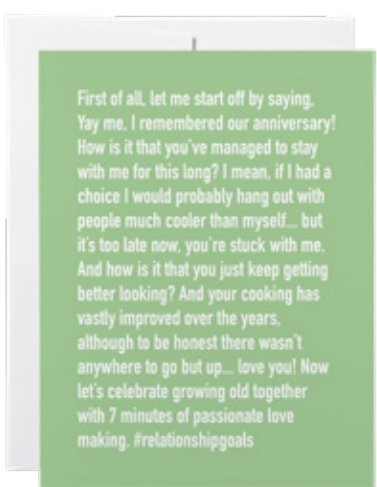 First of all, let me start off by saying,
Yay me, I remembered our anniversary!
How is it that you've managed to stay
with me for this long? I mean, if I had a
choice I would probably hang out with
people much cooler than myself... but
it's too late now, you're stuck with me.
And how is it that you just keep getting
better looking? And your cooking has
vastly improved over the years,
although to be honest there wasn't
anywhere to go but up... love you! Now
let's celebrate growing old together
with 7 minutes of passionate love
making. #relationshipgoals